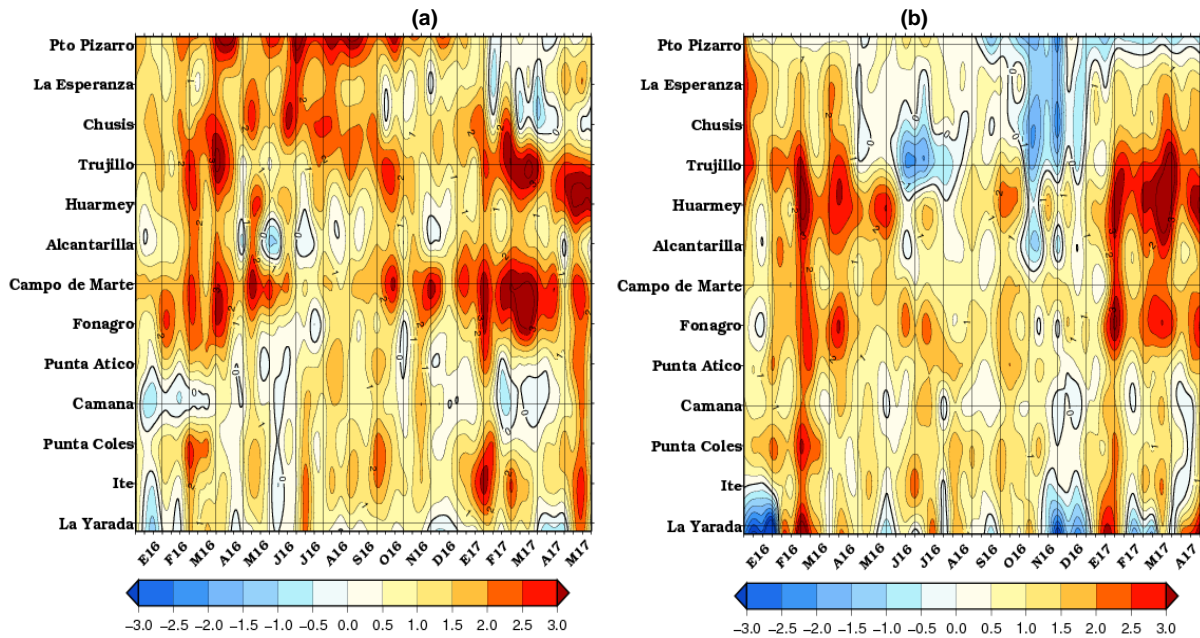 (a)
(b)
Pto Pizarro
La Esperanza
Chusis
Trujillo
Huarmey
Alcantarilla
Campo de Marte
Fonagro
Punta Atico
Camana
Punta Coles
Ite
La Yarada
E16 F16 M16 A16 M16 J16 J16 A16 S16 O16 N16 D16 E17 F17 M17 A17 M17
−3.0 −2.5 −2.0 −1.5 −1.0 −0.5 0.0 0.5 1.0 1.5 2.0 2.5 3.0
Pto Pizarro
La Esperanza
Chusis
Trujillo
Huarmey
Alcantarilla
Campo de Marte
Fonagro
Punta Atico
Camana
Punta Coles
Ite
La Yarada
E16 F16 M16 A16 A16 M16 J16 J16 A16 S16 O16 N16 D16 E17 F17 M17 A17
−3.0 −2.5 −2.0 −1.5 −1.0 −0.5 0.0 0.5 1.0 1.5 2.0 2.5 3.0